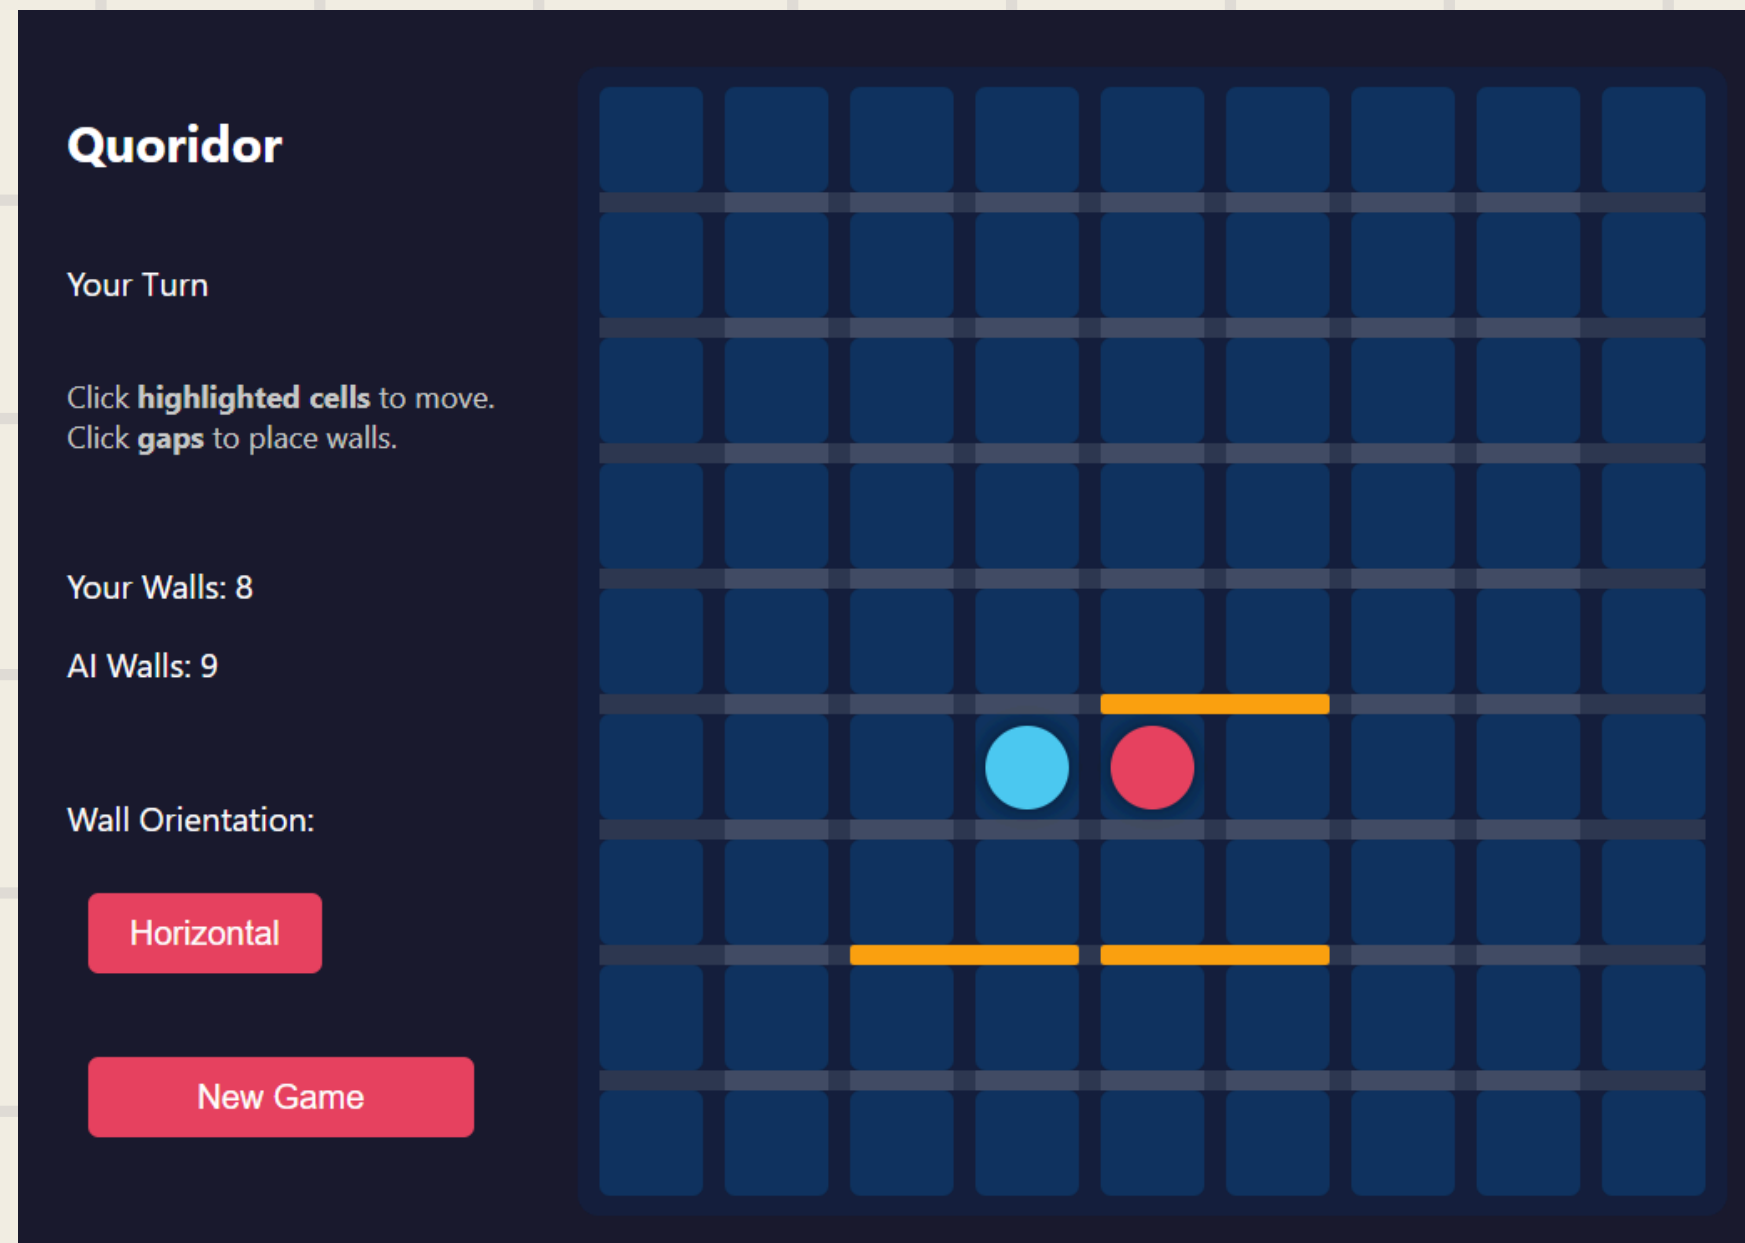 Quoridor
Your Turn
Click highlighted cells to move.
Click gaps to place walls.
Your Walls: 8
AI Walls: 9
Wall Orientation:
Horizontal
New Game